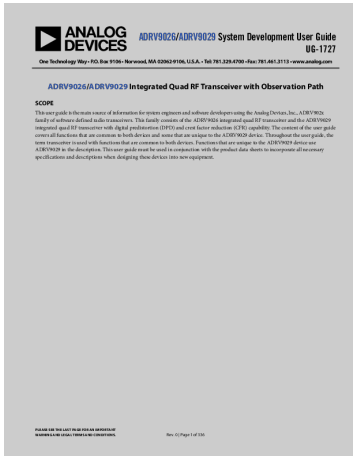 ANALOG
DEVICES
ADRV9026/ADRV9029 System Development User Guide
UG-1727
One Technology Way • P.O. Box 9106 • Norwood, MA 02062-9106, U.S.A. • Tel: 781.329.4700 • Fax: 781.461.3113 • www.analog.com
ADRV9026/ADRV9029 Integrated Quad RF Transceiver with Observation Path
SCOPE
This user guide is the main source of information for system engineers and software developers using the Analog Devices, Inc., ADRV902x
family of software defined radio transceivers. This family consists of the ADRV9026 integrated quad RF transceiver and the ADRV9029
integrated quad RF transceiver with digital predistortion (DPD) and crest factor reduction (CFR) capability. The content of the user guide
covers all functions that are common to both devices and some that are unique to the ADRV9029 device. Throughout the user guide, the
term transceiver is used with functions that are common to both devices. Functions that are unique to the ADRV9029 device use
ADRV9029 in the description. This user guide must be used in conjunction with the product data sheets to incorporate all necessary
specifications and descriptions when designing these devices into new equipment.
PLEASE SEE THE LAST PAGE FOR AN IMPORTANT
WARNING AND LEGAL TERMS AND CONDITIONS.
Rev. 0 | Page 1 of 336